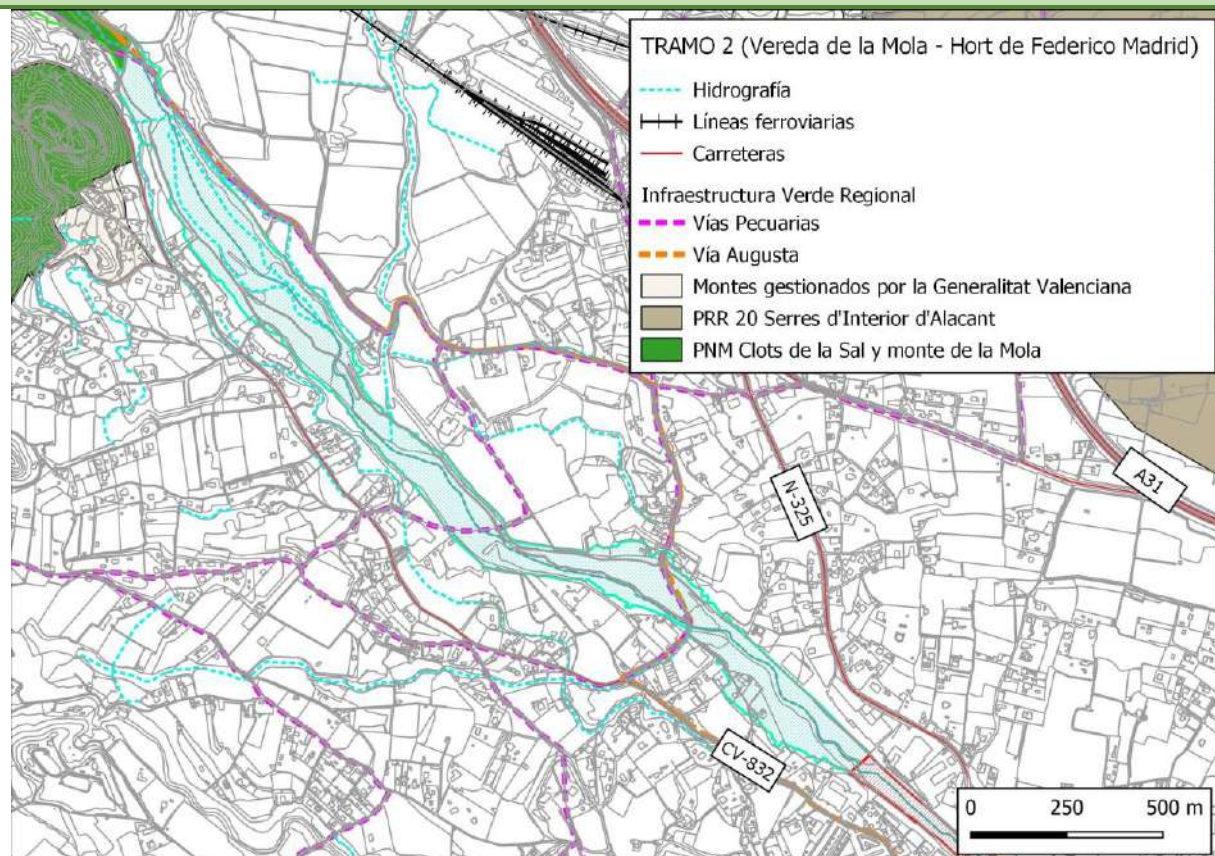 TRAMO 2 (Vereda de la Mola - Hort de Federico Madrid)
Hidrografía
Líneas ferroviarias
Carreteras
Infraestructura Verde Regional
Vías Pecuarias
Vía Augusta
Montes gestionados por la Generalitat Valenciana
PRR 20 Serres d'Interior d'Alacant
PNM Clots de la Sal y monte de la Mola
A31
N-325
CV-832
0 250 500 m